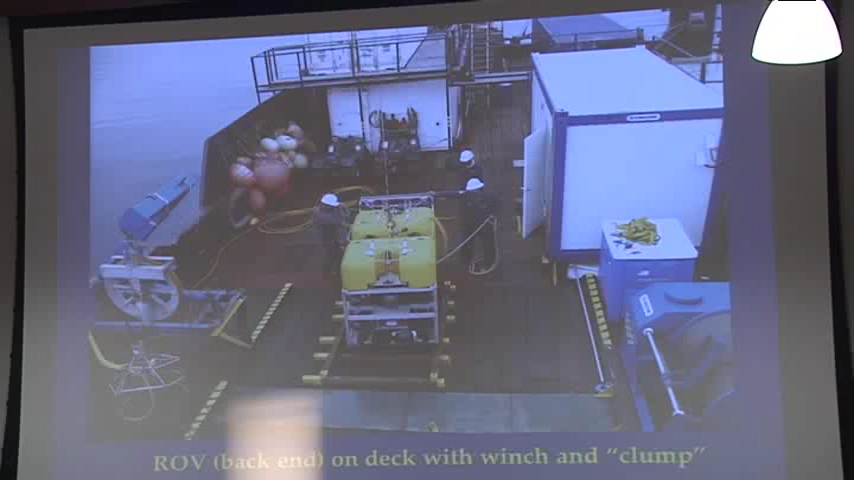 ROV (back end) on deck with winch and “clump”